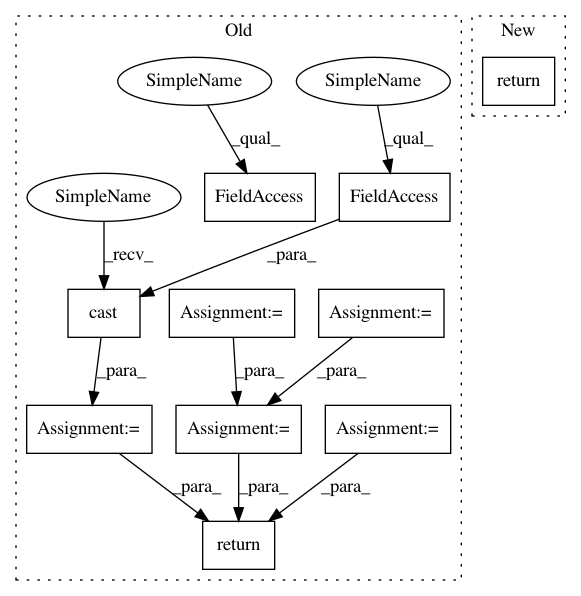 Old
New
SimpleName
SimpleName
return
_qual_
_qual_
SimpleName
FieldAccess
FieldAccess
_recv_
_para_
cast
Assignment:=
Assignment:=
_para_
_para_
_para_
Assignment:=
Assignment:=
Assignment:=
_para_
_para_
_para_
return